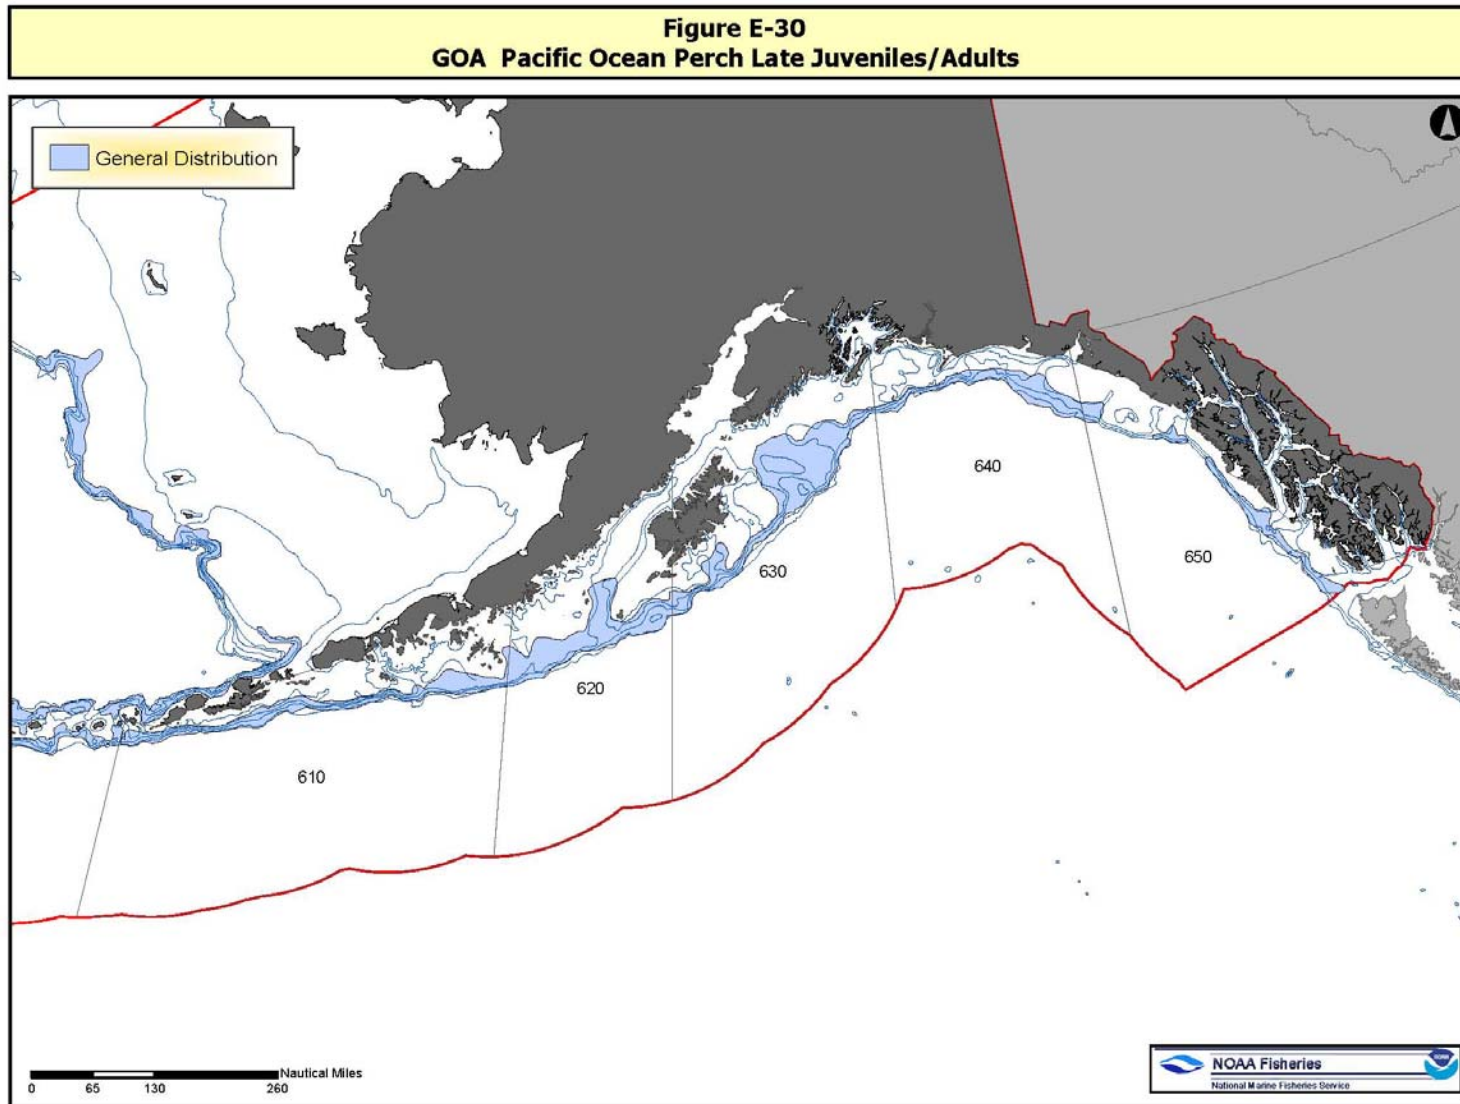 Figure E-30
GOA Pacific Ocean Perch Late Juveniles/Adults
General Distribution
640
650
630
620
610
Nautical Miles
0 65 130 260
NOAA Fisheries
National Marine Fisheries Service